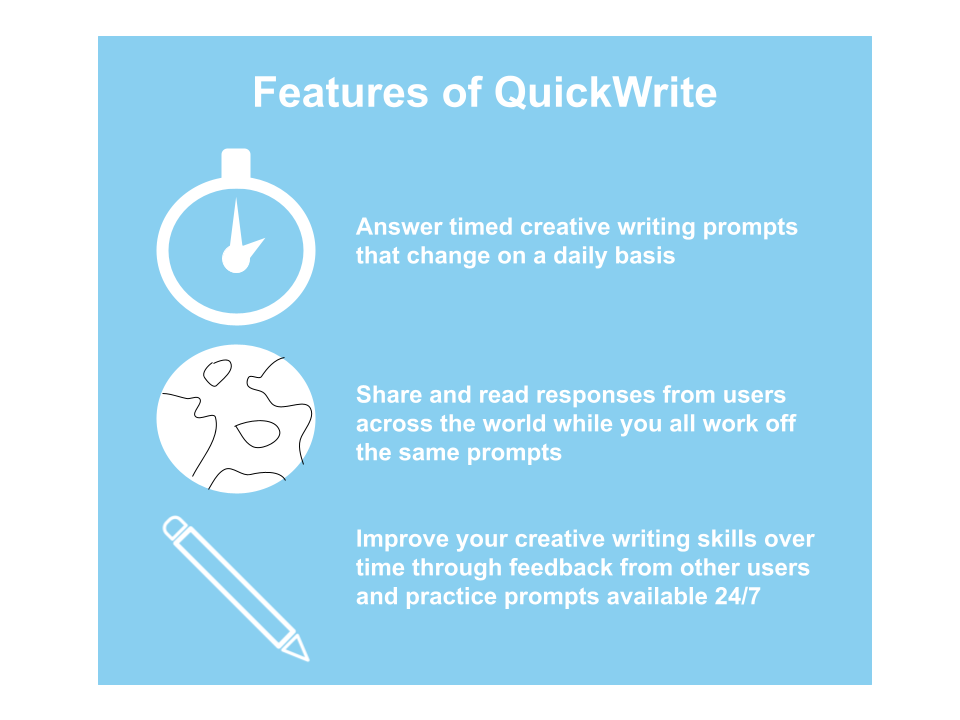 Features of QuickWrite
Answer timed creative writing prompts
that change on a daily basis
Share and read responses from users
across the world while you all work off
the same prompts
Improve your creative writing skills over
time through feedback from other users
and practice prompts available 24/7